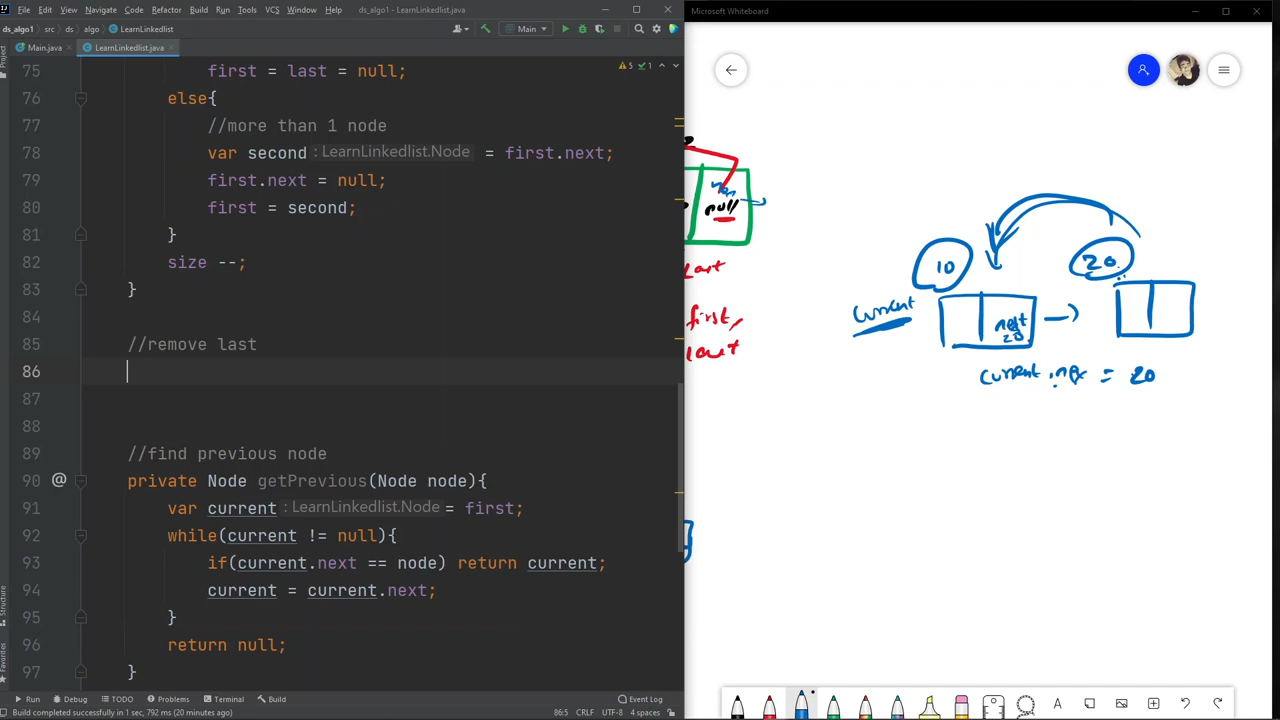 File Edit View Navigate Code Refactor Build Run Tools VCS Window Help ds_algo1 - LearnLinkedlist.java
Microsoft Whiteboard
ds_algo1 src ds algo LearnLinkedlist Main
Main.java LearnLinkedlist.java
Project
5 1
75 first = last = null;
76 else{
77 //more than 1 node
78 var second : LearnLinkedlist.Node = first.next;
79 first.next = null;
80 first = second;
81 }
82 size --;
83 }
84
85 //remove last
86
87
88
89 //find previous node
90 @ private Node getPrevious(Node node){
91 var current : LearnLinkedlist.Node = first;
92 while(current != null){
93 if(current.next == node) return current;
94 current = current.next;
95 }
96 return null;
97 }
Structure
Favorites
Run Debug TODO Problems Terminal Build Event Log
Build completed successfully in 1 sec, 792 ms (20 minutes ago) 86:5 CRLF UTF-8 4 spaces
null
last
first,
last
10
20
current
next
20
= 20
A